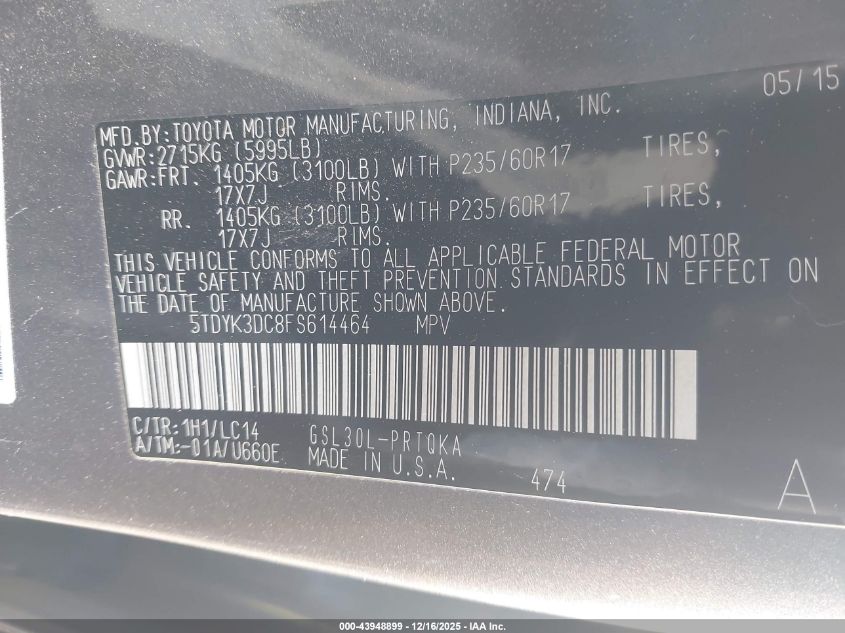 05/15
MFD.BY:TOYOTA MOTOR MANUFACTURING, INDIANA, INC.
GVWR:2715KG (5995LB)
GAWR:FRT. 1405KG (3100LB) WITH P235/60R17 TIRES,
17X7J RIMS.
RR. 1405KG (3100LB) WITH P235/60R17 TIRES,
17X7J RIMS.
THIS VEHICLE CONFORMS TO ALL APPLICABLE FEDERAL MOTOR
VEHICLE SAFETY AND THEFT PREVENTION STANDARDS IN EFFECT ON
THE DATE OF MANUFACTURE SHOWN ABOVE.
5TDYK3DC8FS614464 MPV
C/TR:1H1/LC14 GSL30L-PRTQKA
A/TM:-01A/U660E MADE IN U.S.A. 474
A
000-43948899 - 12/16/2025 - IAA Inc.